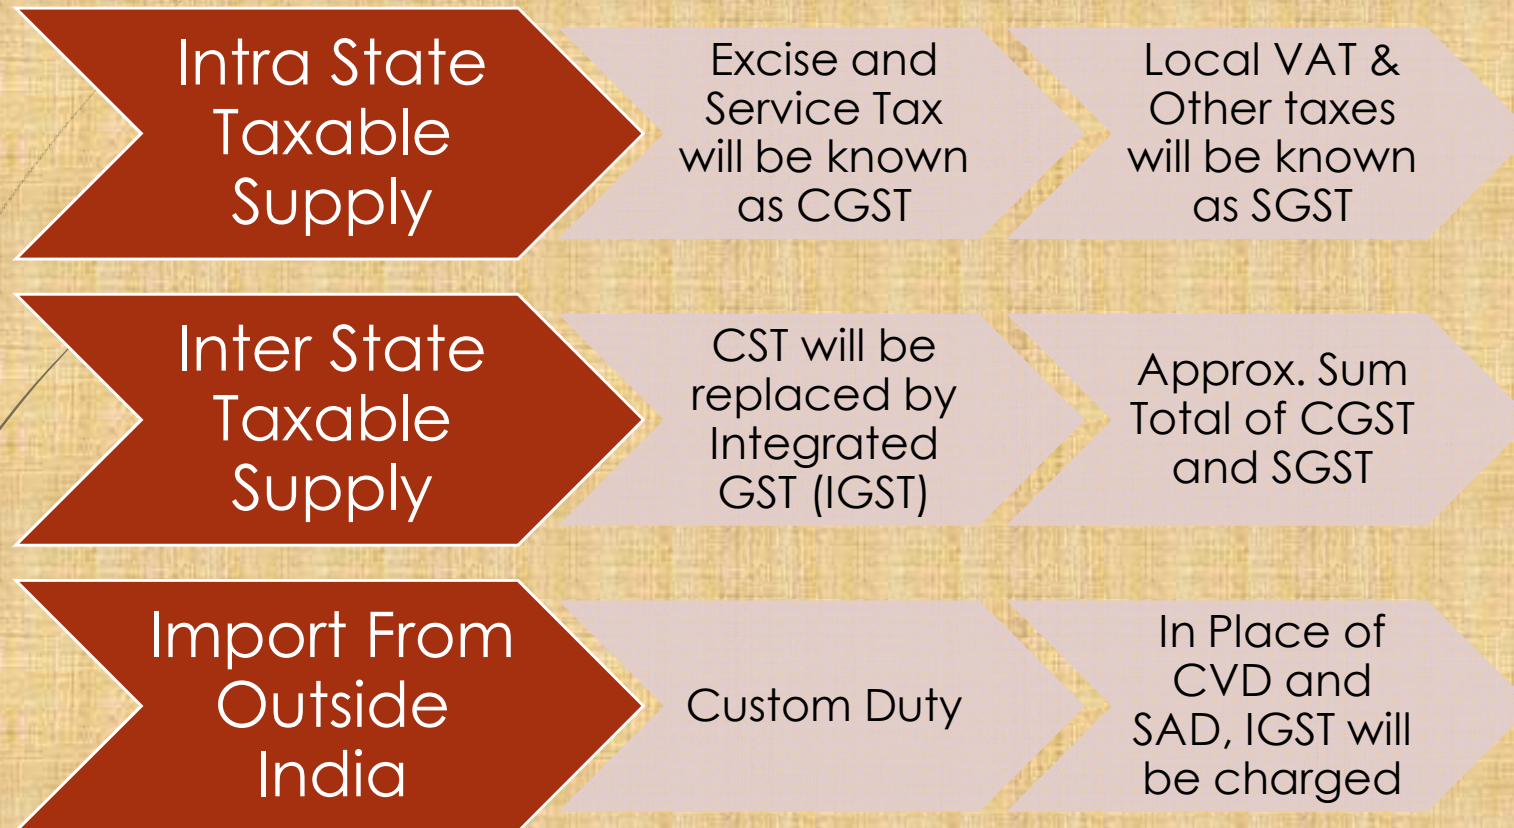 Intra State
Taxable
Supply
Excise and
Service Tax
will be known
as CGST
Local VAT &
Other taxes
will be known
as SGST
Inter State
Taxable
Supply
CST will be
replaced by
Integrated
GST (IGST)
Approx. Sum
Total of CGST
and SGST
Import From
Outside
India
Custom Duty
In Place of
CVD and
SAD, IGST will
be charged